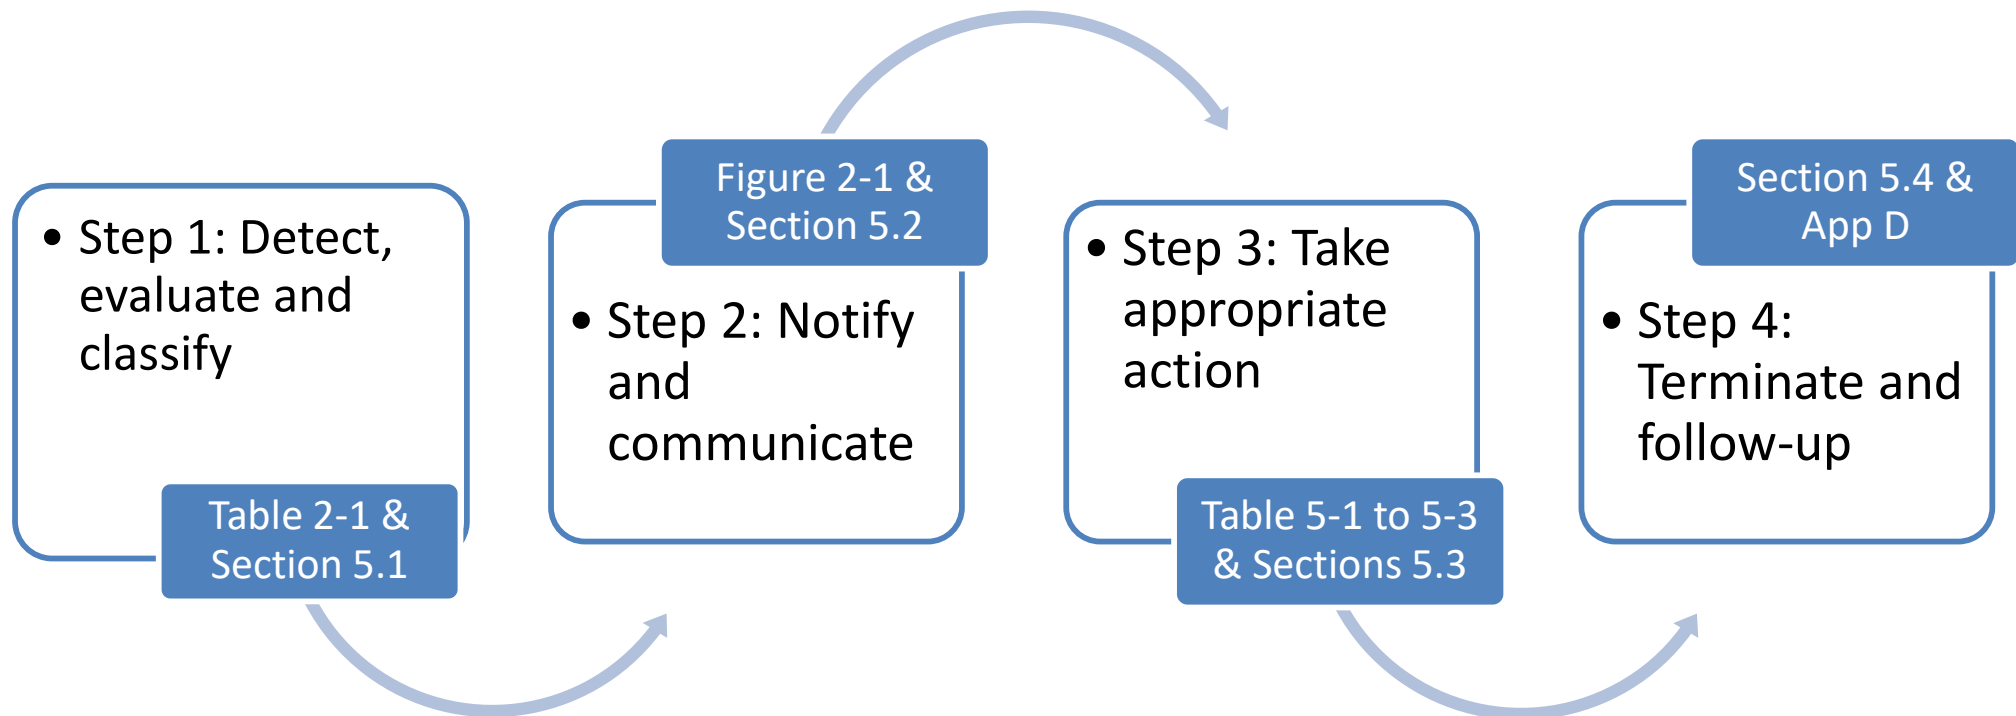 • Step 1: Detect,
evaluate and
classify
Table 2-1 &
Section 5.1
Figure 2-1 &
Section 5.2
• Step 2: Notify
and
communicate
• Step 3: Take
appropriate
action
Table 5-1 to 5-3
& Sections 5.3
Section 5.4 &
App D
• Step 4:
Terminate and
follow-up